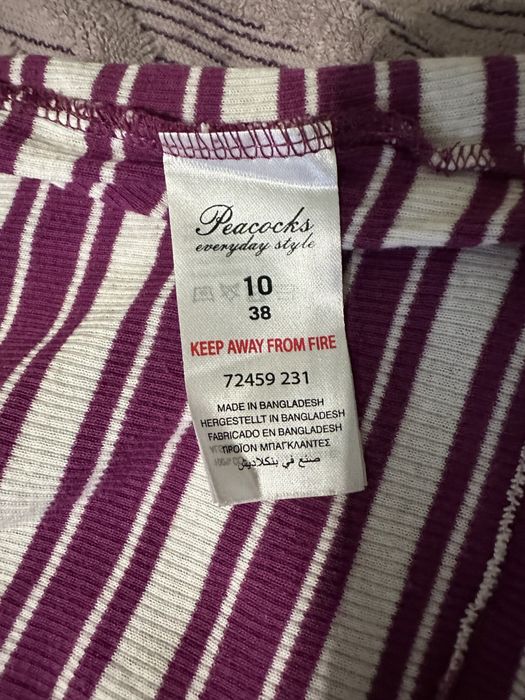 Peacocks
everyday style
10
38
KEEP AWAY FROM FIRE
72459 231
MADE IN BANGLADESH
HERGESTELLT IN BANGLADESH
FABRICADO EN BANGLADESH
ΠΡΟΪΟΝ ΜΠΑΓΚΛΑΝΤΕΣ
صنع في بنكلاديش